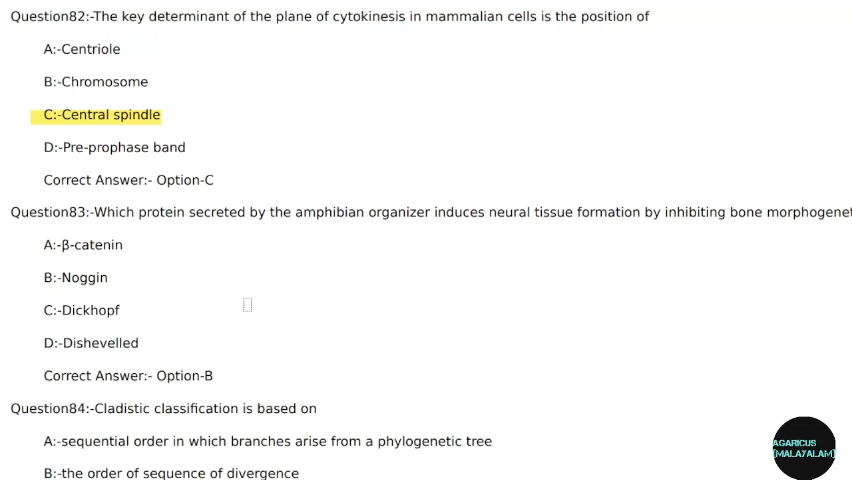 Question82:-The key determinant of the plane of cytokinesis in mammalian cells is the position of
A:-Centriole
B:-Chromosome
C:-Central spindle
D:-Pre-prophase band
Correct Answer:- Option-C
Question83:-Which protein secreted by the amphibian organizer induces neural tissue formation by inhibiting bone morphogenet
A:-β-catenin
B:-Noggin
C:-Dickhopf
D:-Dishevelled
Correct Answer:- Option-B
Question84:-Cladistic classification is based on
A:-sequential order in which branches arise from a phylogenetic tree
B:-the order of sequence of divergence
AGARICUS
[MALAYALAM]